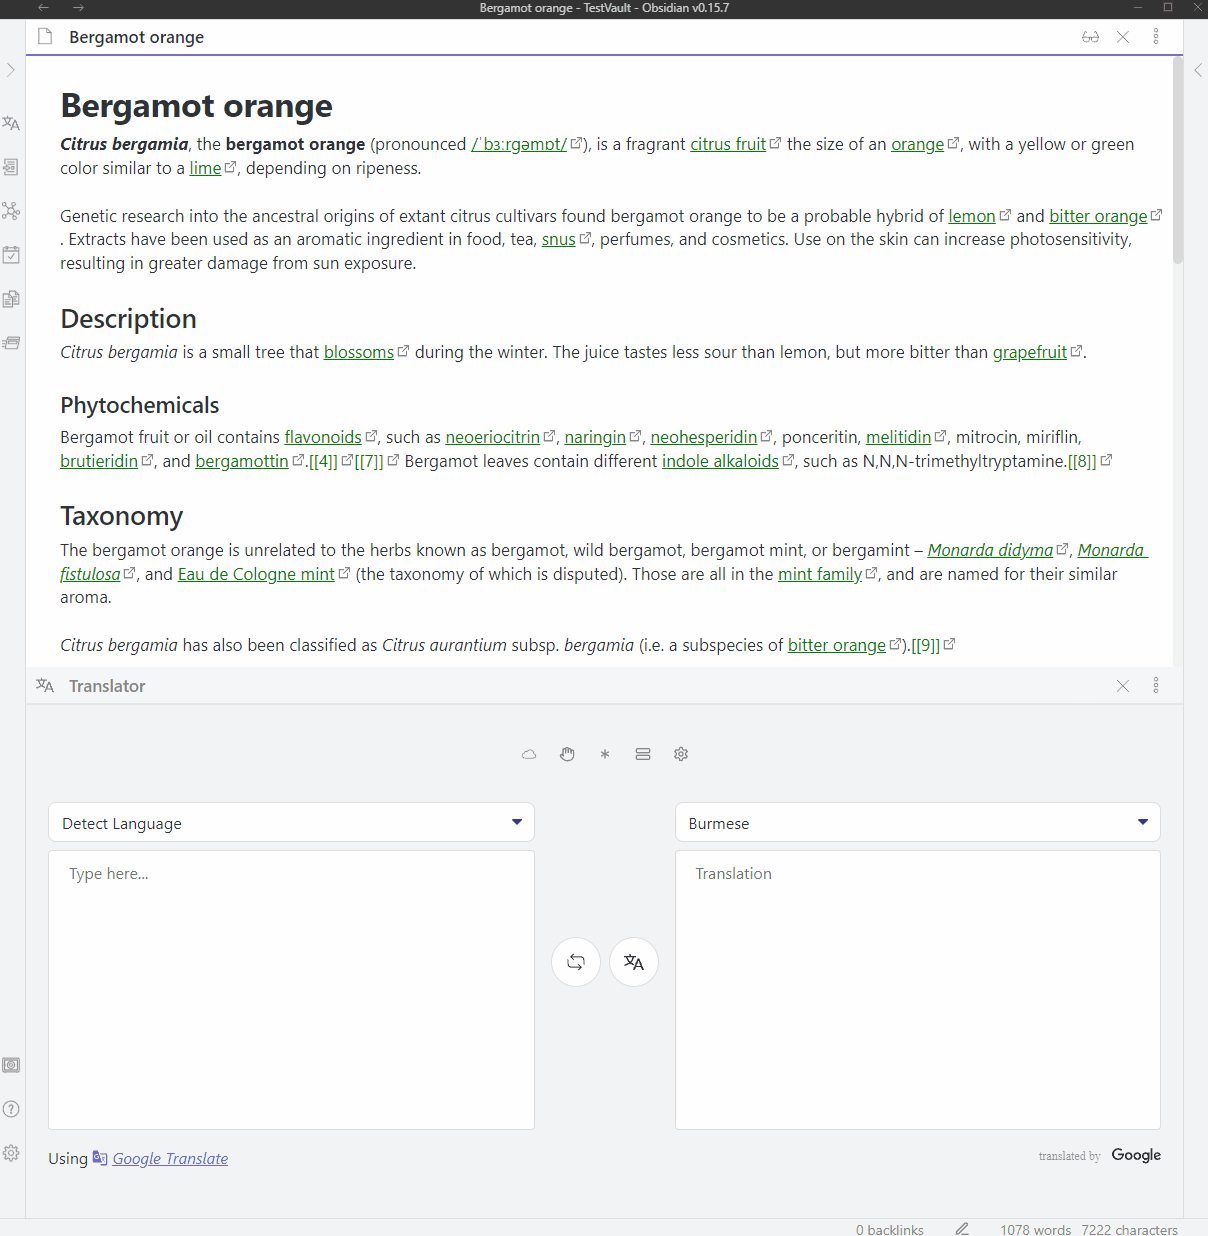 Bergamot orange - TestVault - Obsidian v0.15.7
Bergamot orange
Bergamot orange
Citrus bergamia, the bergamot orange (pronounced /ˈbɜːrɡəmɒt/), is a fragrant citrus fruit the size of an orange, with a yellow or green
color similar to a lime, depending on ripeness.
Genetic research into the ancestral origins of extant citrus cultivars found bergamot orange to be a probable hybrid of lemon and bitter orange
. Extracts have been used as an aromatic ingredient in food, tea, snus, perfumes, and cosmetics. Use on the skin can increase photosensitivity,
resulting in greater damage from sun exposure.
Description
Citrus bergamia is a small tree that blossoms during the winter. The juice tastes less sour than lemon, but more bitter than grapefruit.
Phytochemicals
Bergamot fruit or oil contains flavonoids, such as neoeriocitrin, naringin, neohesperidin, ponceritin, melitidin, mitrocin, miriflin,
brutieridin, and bergamottin.[[4]][[7]] Bergamot leaves contain different indole alkaloids, such as N,N,N-trimethyltryptamine.[[8]]
Taxonomy
The bergamot orange is unrelated to the herbs known as bergamot, wild bergamot, bergamot mint, or bergamint – Monarda didyma, Monarda
fistulosa, and Eau de Cologne mint (the taxonomy of which is disputed). Those are all in the mint family, and are named for their similar
aroma.
Citrus bergamia has also been classified as Citrus aurantium subsp. bergamia (i.e. a subspecies of bitter orange).[[9]]
Translator
Detect Language
Burmese
Type here...
Translation
Using Google Translate
translated by Google
0 backlinks 1078 words 7222 characters